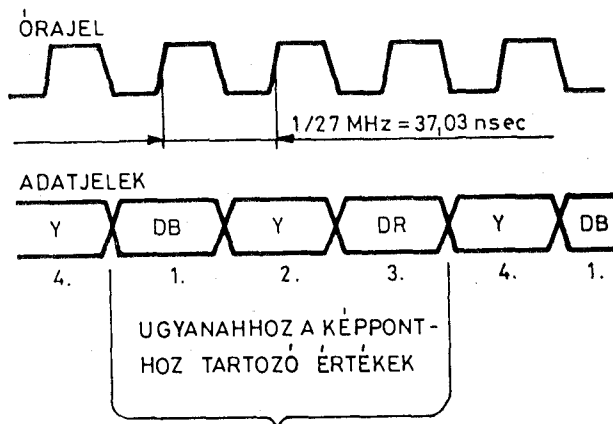 ÓRAJEL
1/27 MHz = 37,03 nsec
ADATJELEK
Y DB Y DR Y DB
4. 1. 2. 3. 4. 1.
UGYANAHHOZ A KÉPPONT-
HOZ TARTOZÓ ÉRTÉKEK